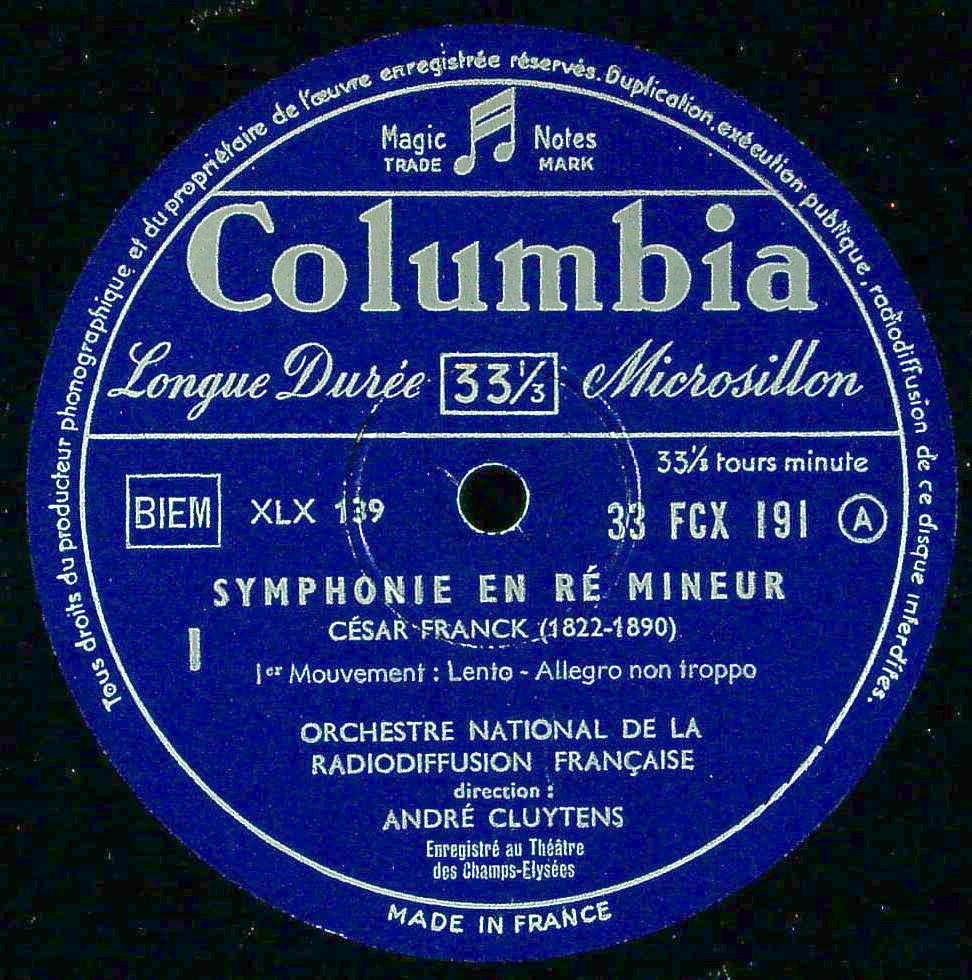 Tous droits du producteur phonographique et du propriétaire de l'œuvre enregistrée réservés. Duplication, exécution publique, radiodiffusion de ce disque interdites.
Magic Notes
TRADE MARK
Columbia
Longue Durée 33⅓ Microsillon
33⅓ tours minute
BIEM XLX 139 33 FCX 191 A
SYMPHONIE EN RÉ MINEUR
CÉSAR FRANCK (1822-1890)
I
1er Mouvement : Lento - Allegro non troppo
ORCHESTRE NATIONAL DE LA
RADIODIFFUSION FRANÇAISE
direction :
ANDRÉ CLUYTENS
Enregistré au Théâtre
des Champs-Elysées
MADE IN FRANCE